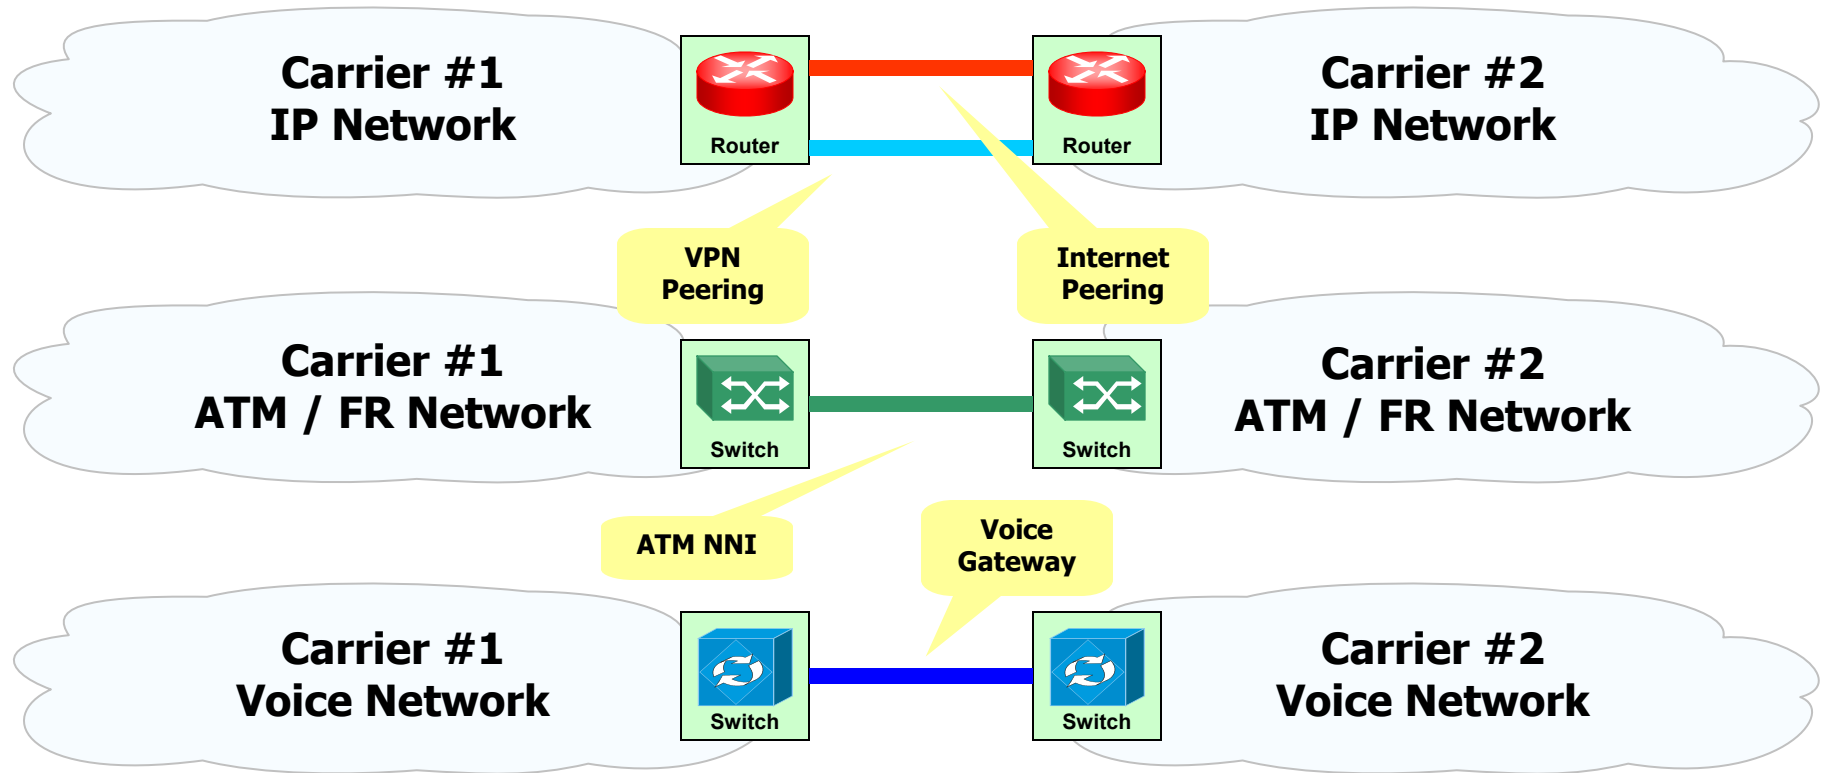 Carrier #1
IP Network
Router
Router
Carrier #2
IP Network
VPN
Peering
Internet
Peering
Carrier #1
ATM / FR Network
Switch
Switch
Carrier #2
ATM / FR Network
ATM NNI
Voice
Gateway
Carrier #1
Voice Network
Switch
Switch
Carrier #2
Voice Network